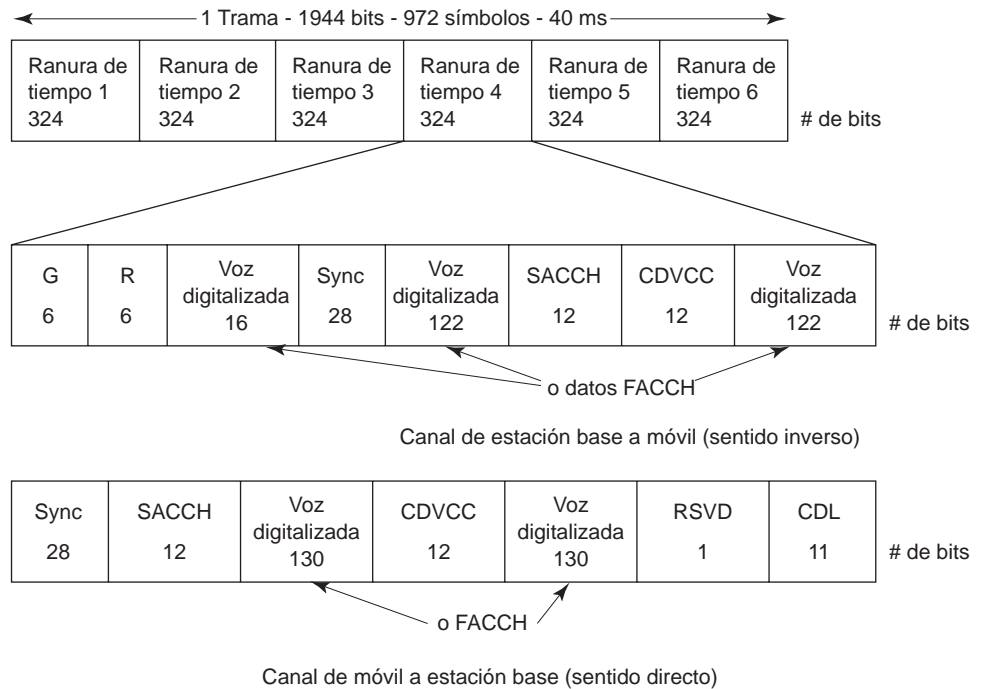 1 Trama - 1944 bits - 972 símbolos - 40 ms
Ranura de tiempo 1 324
Ranura de tiempo 2 324
Ranura de tiempo 3 324
Ranura de tiempo 4 324
Ranura de tiempo 5 324
Ranura de tiempo 6 324
# de bits
G 6
R 6
Voz digitalizada 16
Sync 28
Voz digitalizada 122
SACCH 12
CDVCC 12
Voz digitalizada 122
# de bits
o datos FACCH
Canal de estación base a móvil (sentido inverso)
Sync 28
SACCH 12
Voz digitalizada 130
CDVCC 12
Voz digitalizada 130
RSVD 1
CDL 11
# de bits
o FACCH
Canal de móvil a estación base (sentido directo)